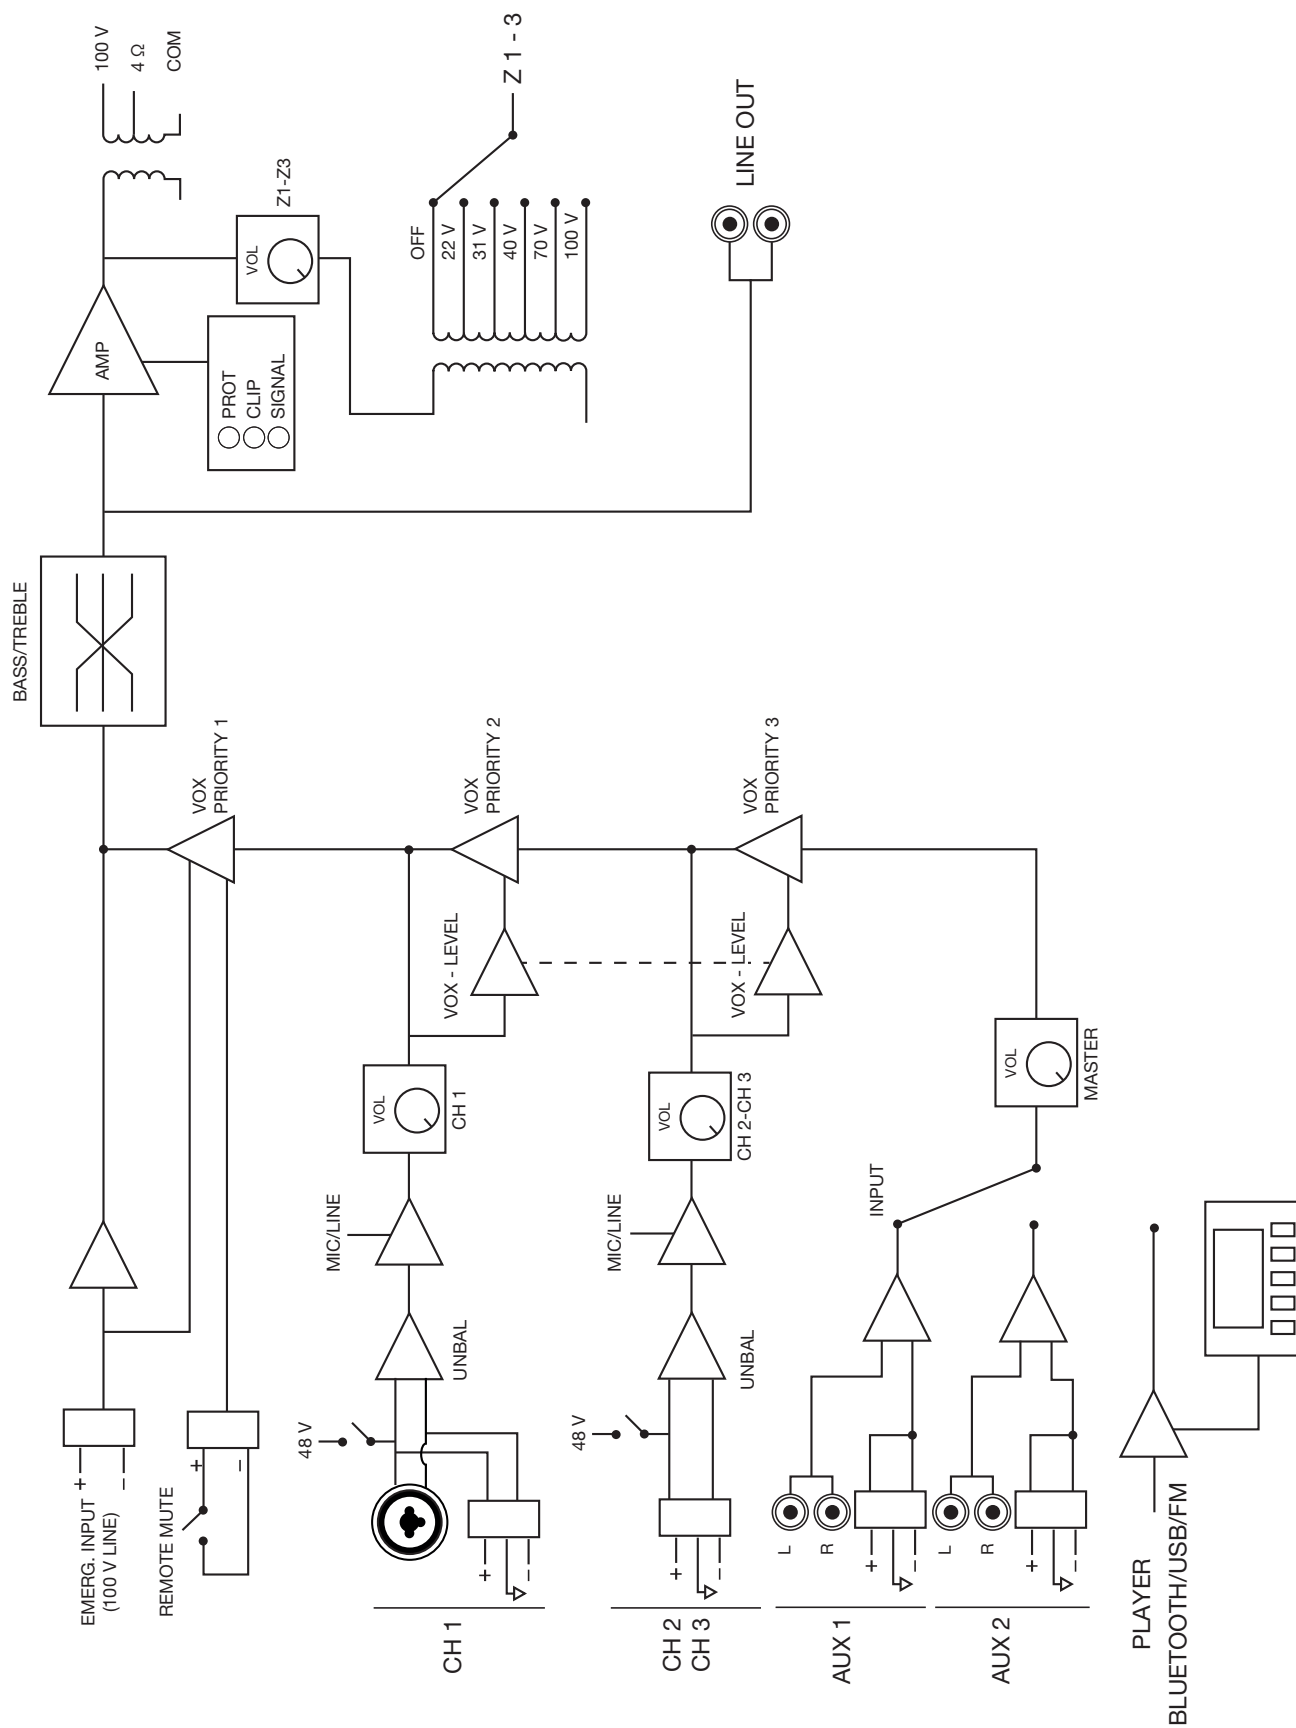 EMERG. INPUT
(100 V LINE)
+
–
REMOTE MUTE
+
–
BASS/TREBLE
VOX
PRIORITY 1
AMP
PROT
CLIP
SIGNAL
VOL
Z1-Z3
100 V
4 Ω
COM
OFF
22 V
31 V
40 V
70 V
100 V
Z 1 - 3
LINE OUT
CH 1
+
–
48 V
UNBAL
MIC/LINE
VOL
CH 1
VOX - LEVEL
VOX
PRIORITY 2
CH 2
CH 3
+
–
48 V
UNBAL
MIC/LINE
VOL
CH 2-CH 3
VOX - LEVEL
VOX
PRIORITY 3
AUX 1
L
R
+
–
INPUT
VOL
MASTER
AUX 2
L
R
+
–
PLAYER
BLUETOOTH/USB/FM